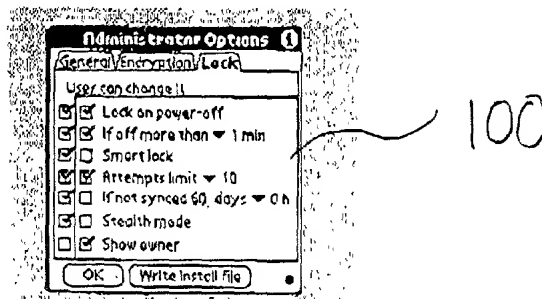 Administrator Options
General Encryption Lock
User can change it
Lock on power-off
If off more than 1 min
Smart lock
Attempts limit 10
If not synced 60, days 0 h
Stealth mode
Show owner
OK Write install file
100